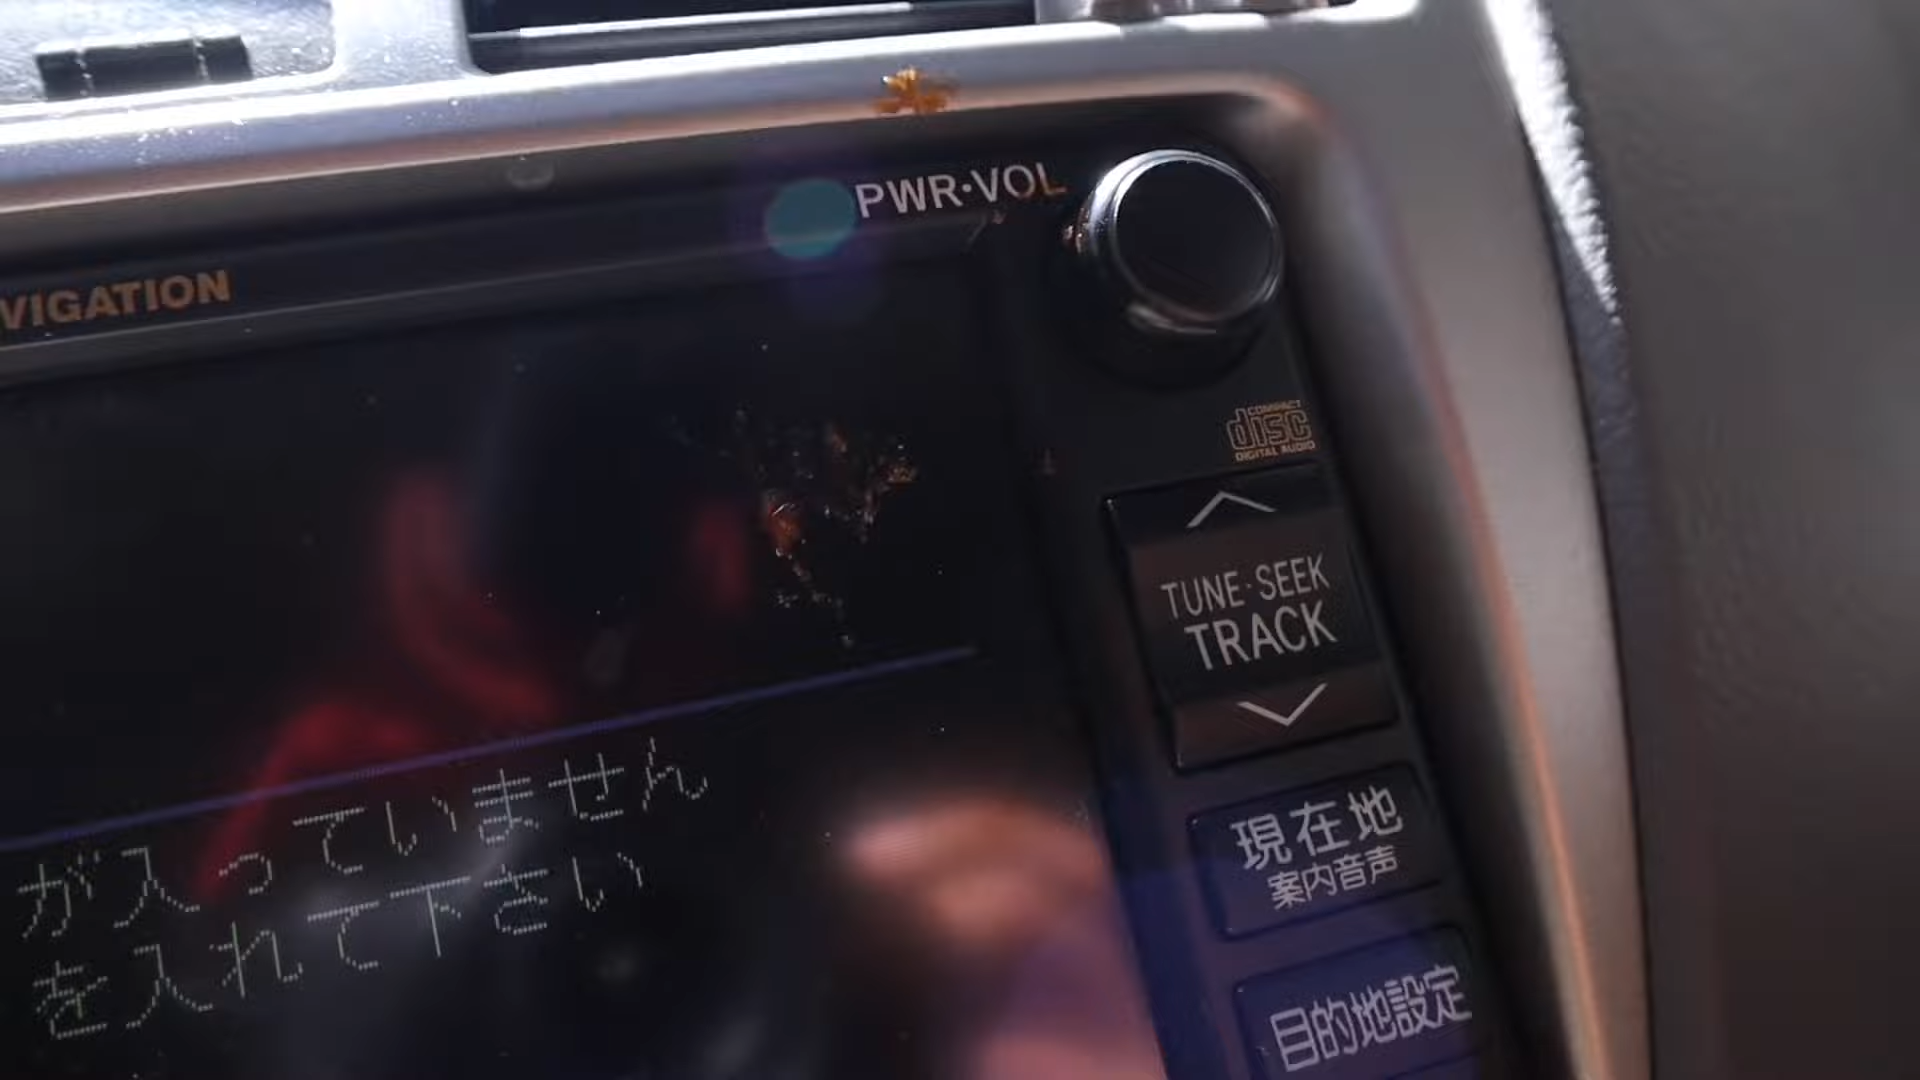 PWR·VOL
VIGATION
COMPACT
disc
DIGITAL AUDIO
TUNE·SEEK
TRACK
が入っていません
を入れて下さい
現在地
案内音声
目的地設定